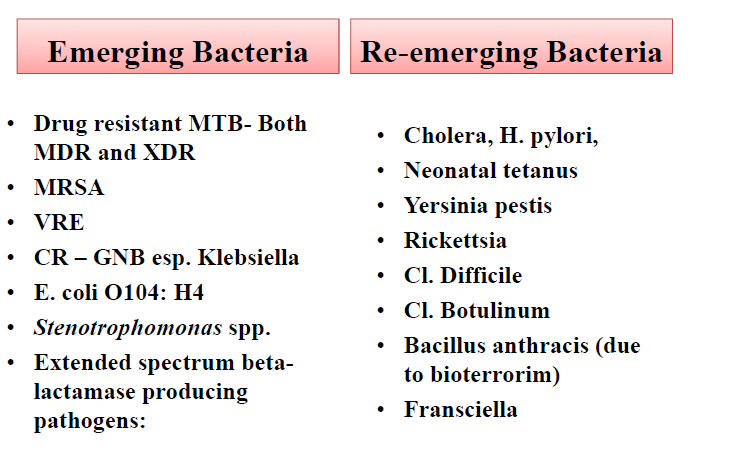 Emerging Bacteria
• Drug resistant MTB- Both
MDR and XDR
• MRSA
• VRE
• CR – GNB esp. Klebsiella
• E. coli O104: H4
• Stenotrophomonas spp.
• Extended spectrum beta-
lactamase producing
pathogens:
Re-emerging Bacteria
• Cholera, H. pylori,
• Neonatal tetanus
• Yersinia pestis
• Rickettsia
• Cl. Difficile
• Cl. Botulinum
• Bacillus anthracis (due
to bioterrorim)
• Fransciella